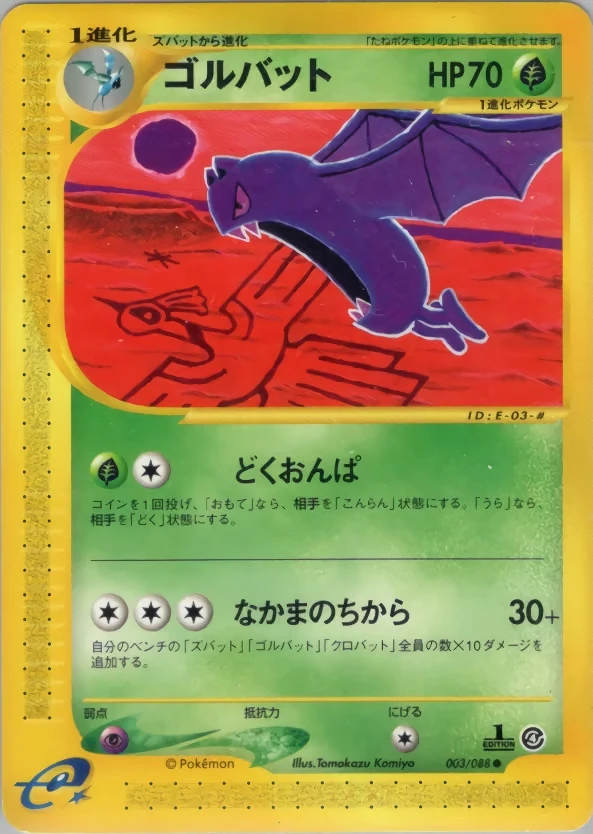 1進化
ズバットから進化
「たねポケモン」の上に重ねて進化させます。
ゴルバット
HP70
1進化ポケモン
ID:E-03-#
どくおんぱ
コインを1回投げ、「おもて」なら、相手を「こんらん」状態にする。「うら」なら、
相手を「どく」状態にする。
なかまのちから
30+
自分のベンチの「ズバット」「ゴルバット」「クロバット」全員の数×10ダメージを
追加する。
弱点
抵抗力
にげる
1
EDITION
©Pokémon
Illus.Tomokazu Komiya
003/088 ●
e